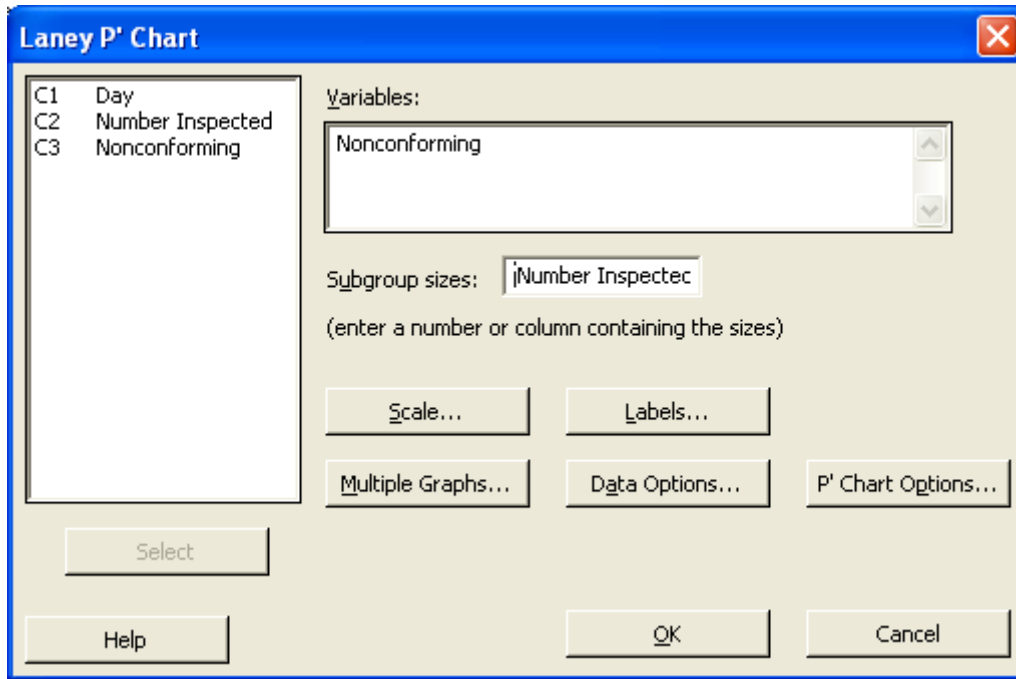 Laney P' Chart
C1 Day
C2 Number Inspected
C3 Nonconforming
Variables:
Nonconforming
Subgroup sizes: Number Inspec
(enter a number or column containing the sizes)
Scale... Labels...
Multiple Graphs... Data Options... P' Chart Options...
Select
Help OK Cancel